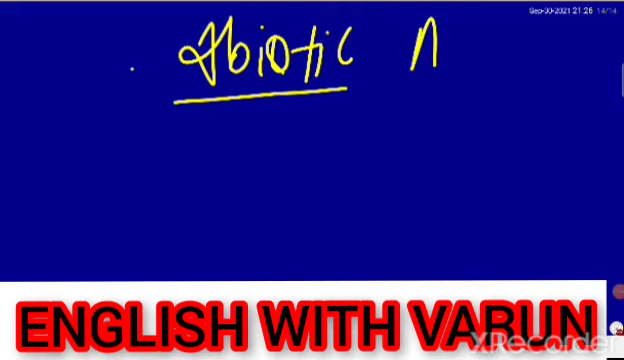 Sep-30-2021 21:26 14/14
Abiotic n
ENGLISH WITH VARUN
XRecorder